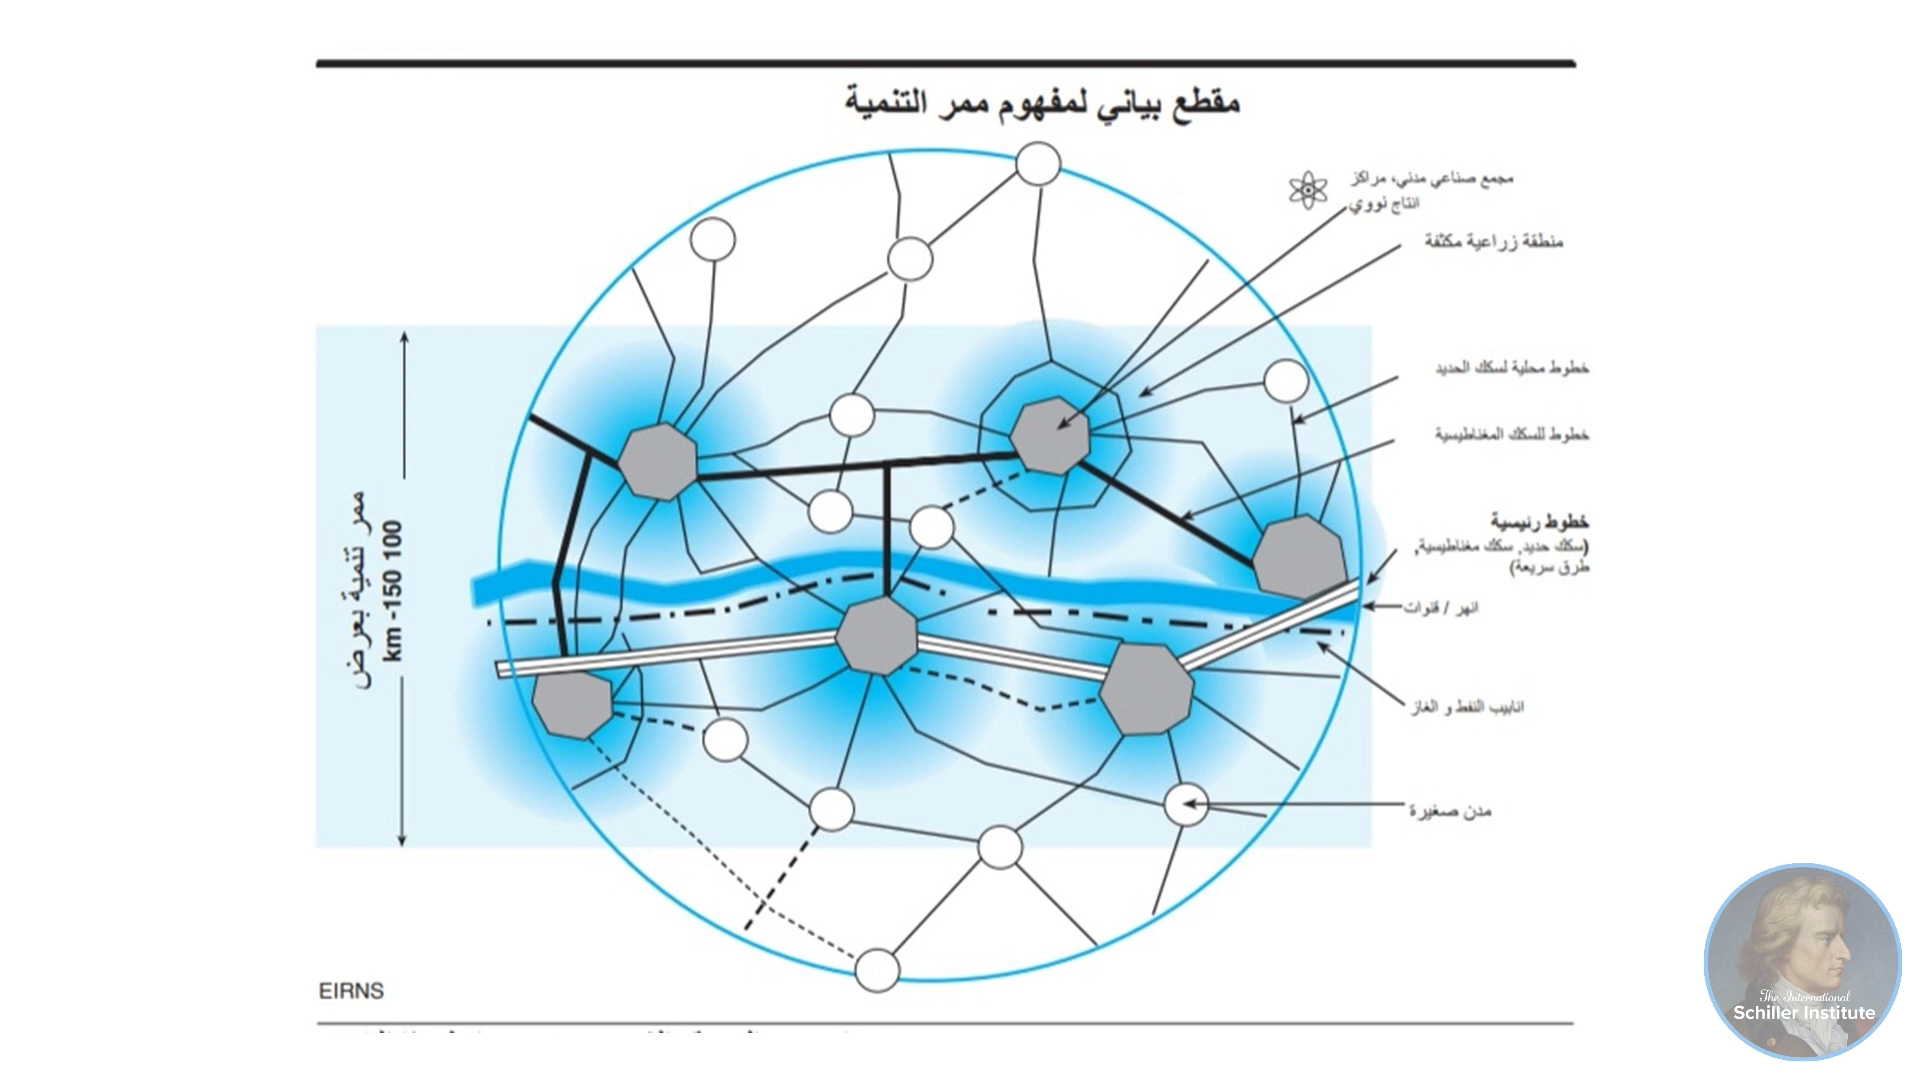 مقطع بياني لمفهوم ممر التنمية
مجمع صناعي مدني، مراكز
انتاج نووي
منطقة زراعية مكثفة
خطوط محلية لسكك الحديد
خطوط للسكك المغناطيسية
خطوط رئيسية
(سكك حديد, سكك مغناطيسية,
طرق سريعة)
انهر / قنوات
انابيب النفط و الغاز
مدن صغيرة
ممر تنمية بعرض
km -150 100
EIRNS
The International
Schiller Institute